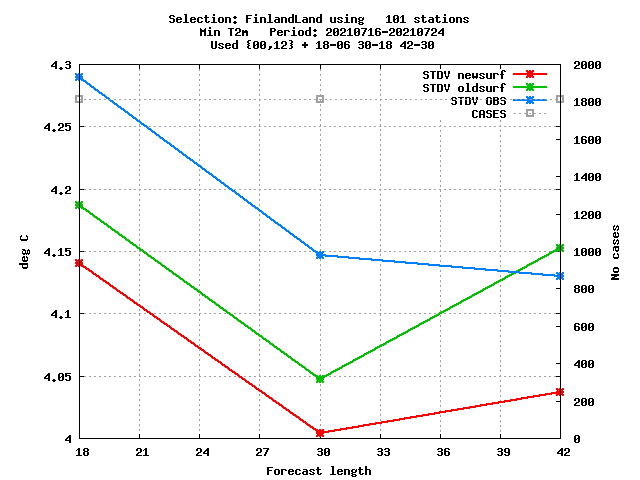 Selection: FinlandLand using   101 stations
Min T2m   Period: 20210716-20210724
Used {00,12} + 18-06 30-18 42-30
STDV newsurf
STDV oldsurf
STDV OBS
CASES
4.3
4.25
4.2
4.15
4.1
4.05
4
deg C
2000
1800
1600
1400
1200
1000
800
600
400
200
0
No cases
18 21 24 27 30 33 36 39 42
Forecast length